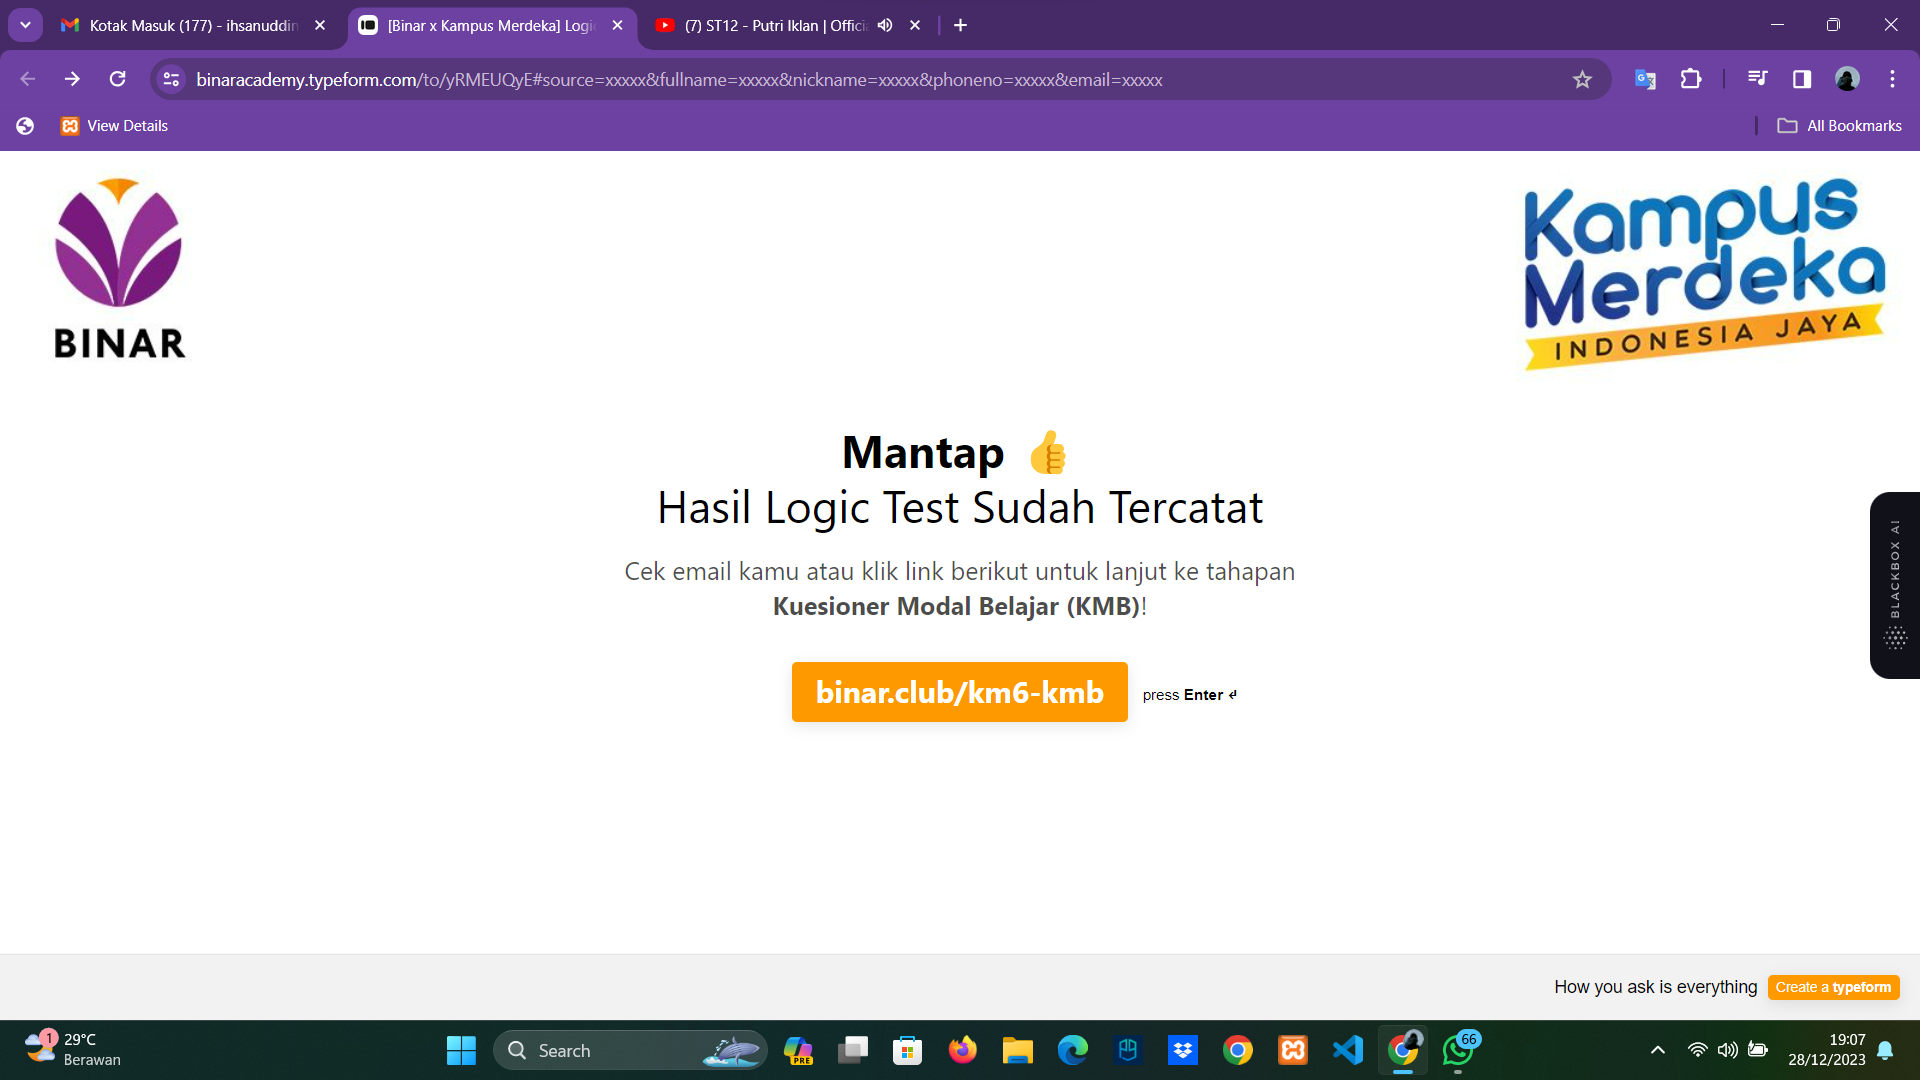 Kotak Masuk (177) - ihsanuddin
[Binar x Kampus Merdeka] Logic
(7) ST12 - Putri Iklan | Officia
binaracademy.typeform.com/to/yRMEUQyE#source=xxxxx&fullname=xxxxx&nickname=xxxxx&phoneno=xxxxx&email=xxxxx
View Details
All Bookmarks
BINAR
Kampus
Merdeka
INDONESIA JAYA
Mantap 👍
Hasil Logic Test Sudah Tercatat
Cek email kamu atau klik link berikut untuk lanjut ke tahapan
Kuesioner Modal Belajar (KMB)!
binar.club/km6-kmb
press Enter ↵
BLACKBOX AI
How you ask is everything
Create a typeform
1
29°C
Berawan
Search
PRE
66
19:07
28/12/2023